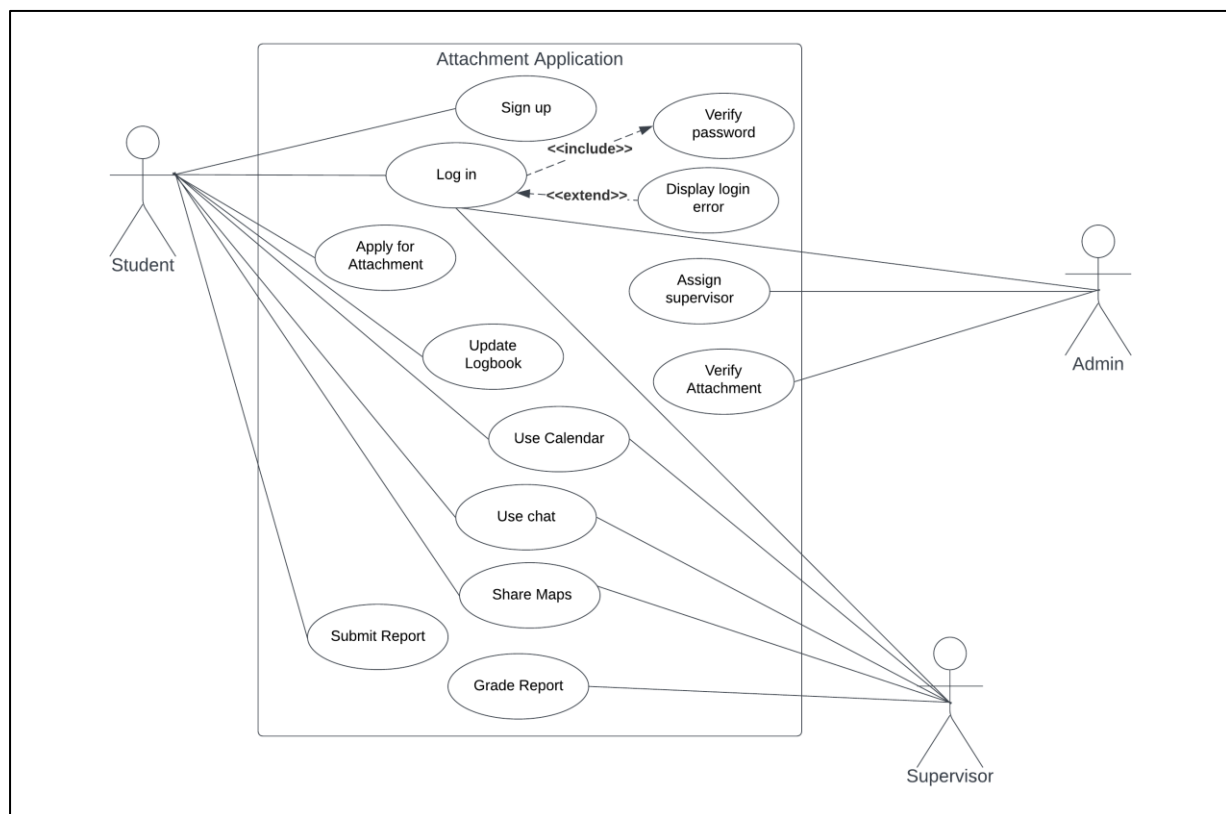 Attachment Application
Sign up
Verify
password
<<include>>
Log in
<<extend>>
Display login
error
Student
Apply for
Attachment
Assign
supervisor
Admin
Update
Logbook
Verify
Attachment
Use Calendar
Use chat
Share Maps
Submit Report
Grade Report
Supervisor